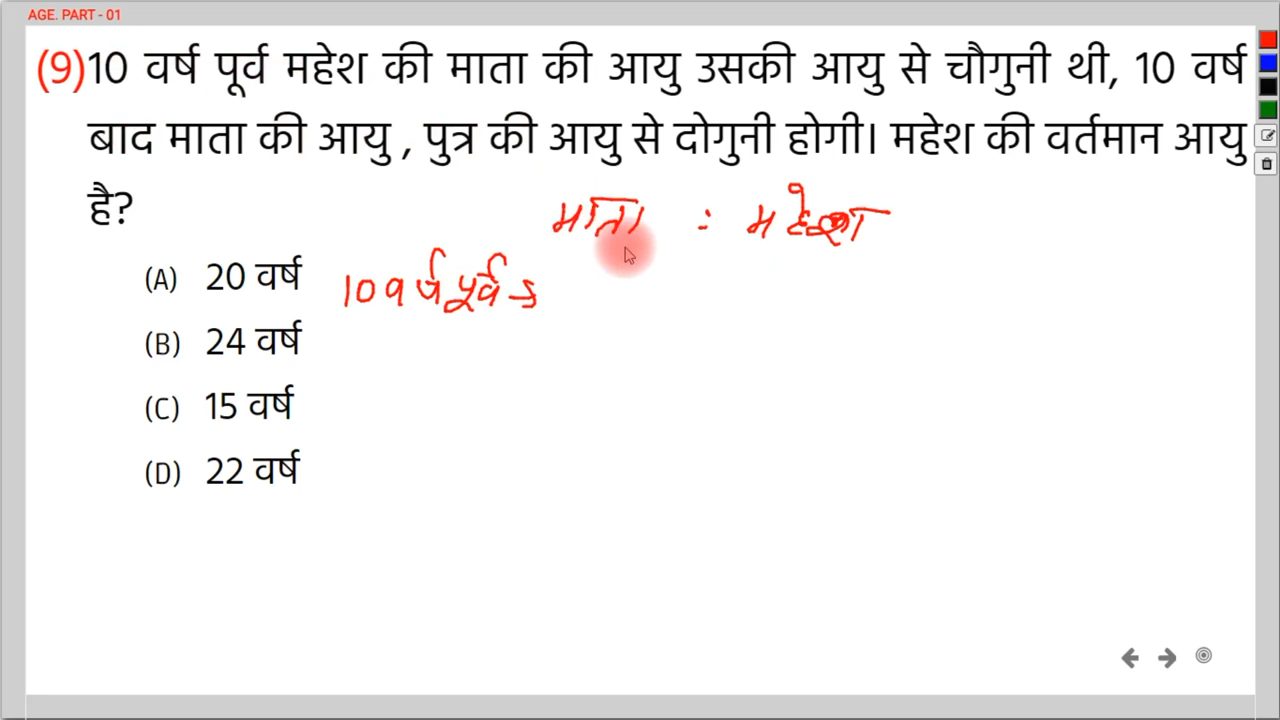 AGE. PART - 01
(9)10 वर्ष पूर्व महेश की माता की आयु उसकी आयु से चौगुनी थी, 10 वर्ष
बाद माता की आयु , पुत्र की आयु से दोगुनी होगी। महेश की वर्तमान आयु
है?
माता : महेश
(A) 20 वर्ष
10 वर्ष पूर्व →
(B) 24 वर्ष
(C) 15 वर्ष
(D) 22 वर्ष